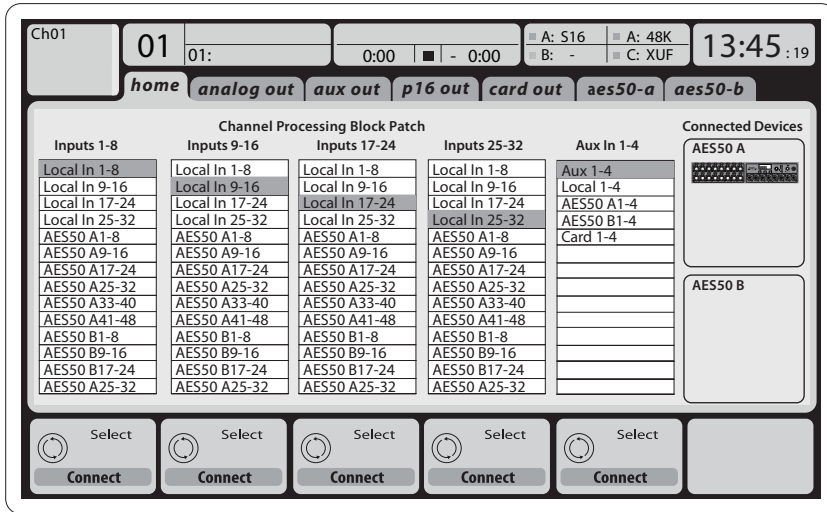 Ch01
01
01:
0:00 - 0:00
A: S16 A: 48K
B: - C: XUF
13:45 :19
home analog out aux out p16 out card out aes50-a aes50-b
Channel Processing Block Patch
Connected Devices
Inputs 1-8 Inputs 9-16 Inputs 17-24 Inputs 25-32 Aux In 1-4
AES50 A
Local In 1-8 Local In 1-8 Local In 1-8 Local In 1-8 Aux 1-4
Local In 9-16 Local In 9-16 Local In 9-16 Local In 9-16 Local 1-4
Local In 17-24 Local In 17-24 Local In 17-24 Local In 17-24 AES50 A1-4
Local In 25-32 Local In 25-32 Local In 25-32 Local In 25-32 AES50 B1-4
AES50 A1-8 AES50 A1-8 AES50 A1-8 AES50 A1-8 Card 1-4
AES50 A9-16 AES50 A9-16 AES50 A9-16 AES50 A9-16
AES50 A17-24 AES50 A17-24 AES50 A17-24 AES50 A17-24
AES50 A25-32 AES50 A25-32 AES50 A25-32 AES50 A25-32
AES50 B
AES50 A33-40 AES50 A33-40 AES50 A33-40 AES50 A33-40
AES50 A41-48 AES50 A41-48 AES50 A41-48 AES50 A41-48
AES50 B1-8 AES50 B1-8 AES50 B1-8 AES50 B1-8
AES50 B9-16 AES50 B9-16 AES50 B9-16 AES50 B9-16
AES50 B17-24 AES50 B17-24 AES50 B17-24 AES50 B17-24
AES50 A25-32 AES50 A25-32 AES50 A25-32 AES50 A25-32
Select Select Select Select Select
Connect Connect Connect Connect Connect